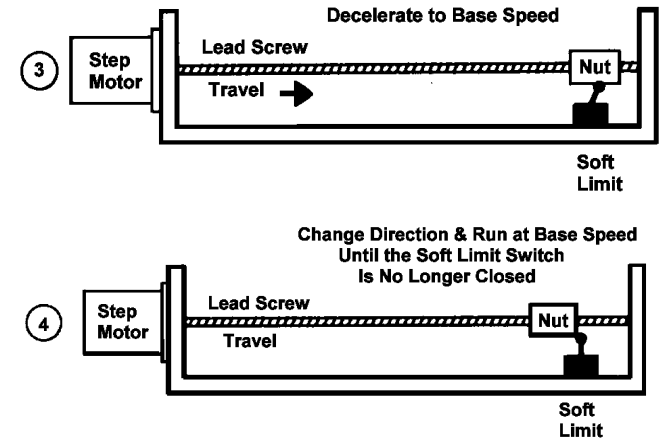 Decelerate to Base Speed
3
Step
Motor
Lead Screw
Travel
Nut
Soft
Limit
Change Direction & Run at Base Speed
Until the Soft Limit Switch
Is No Longer Closed
4
Step
Motor
Lead Screw
Travel
Nut
Soft
Limit